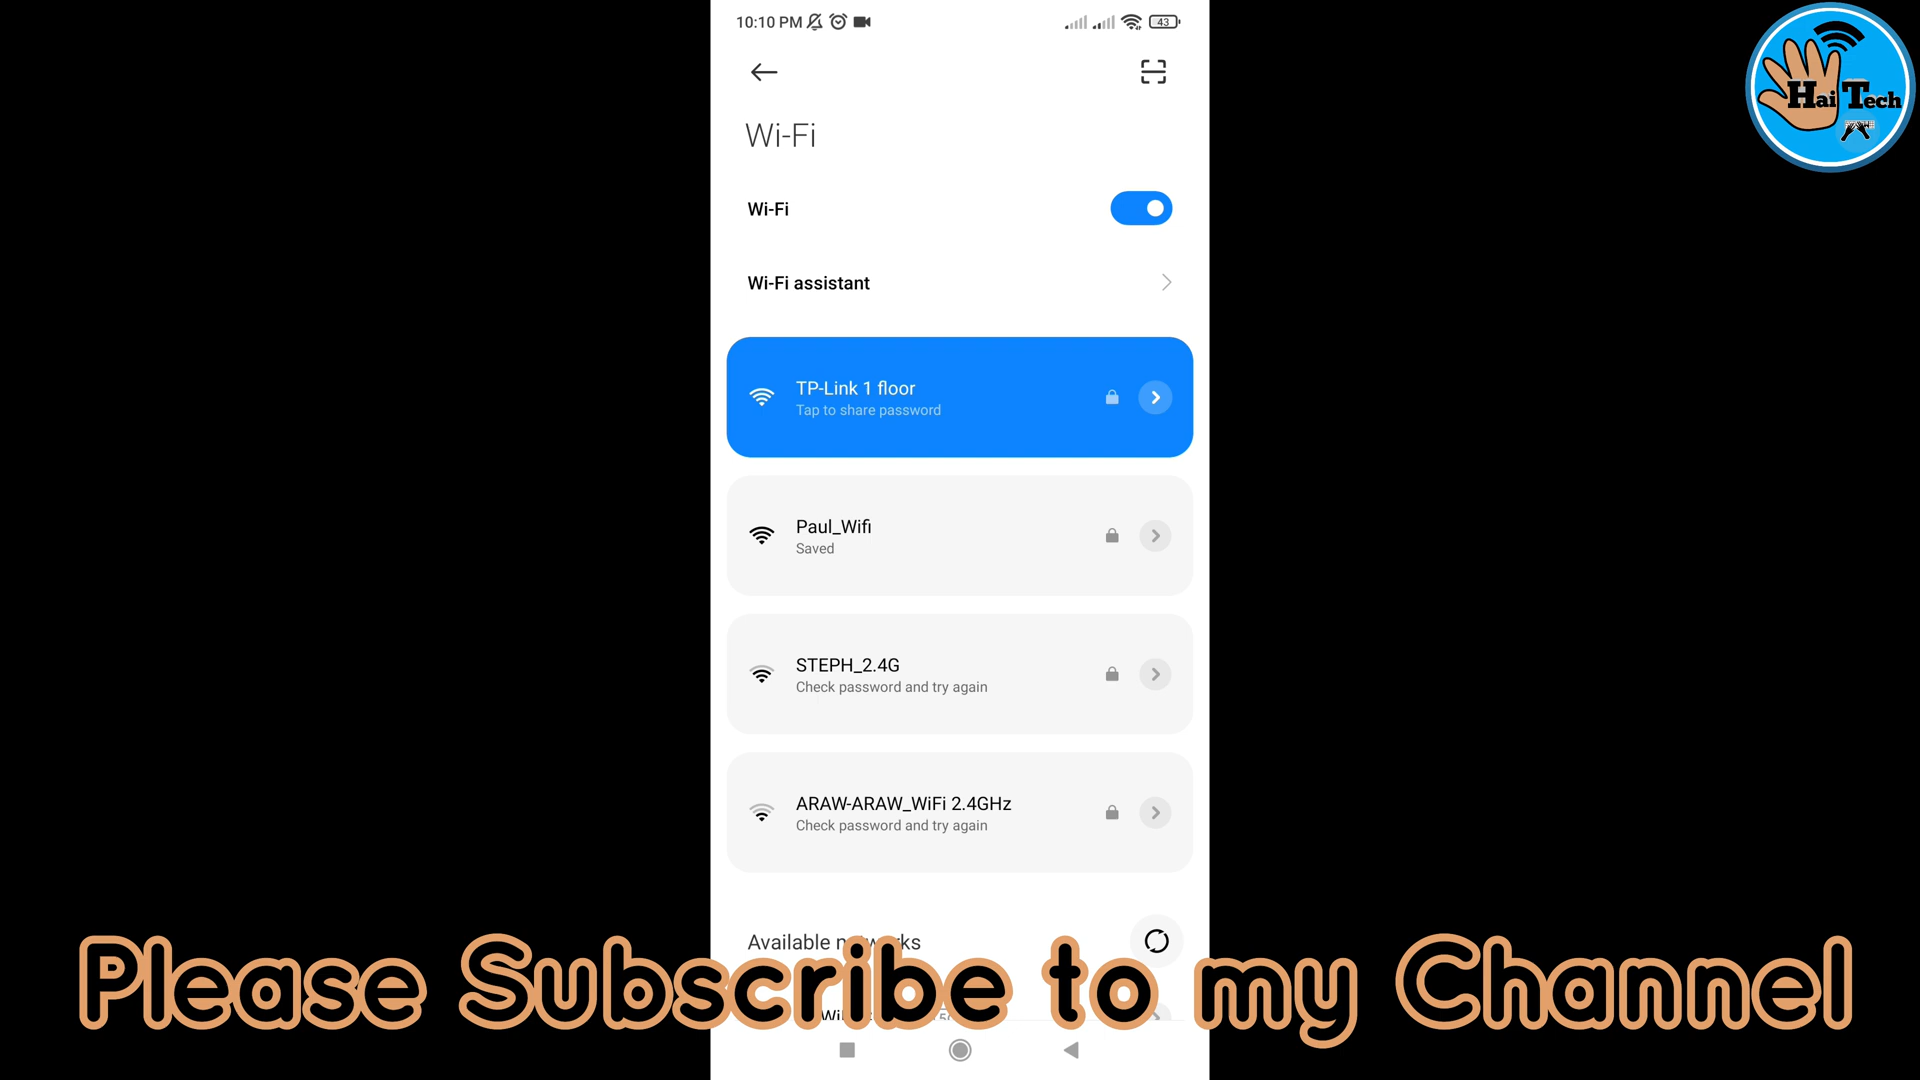 10:10 PM
43
Hai Tech
Wi-Fi
Wi-Fi
Wi-Fi assistant
TP-Link 1 floor
Tap to share password
Paul_Wifi
Saved
STEPH_2.4G
Check password and try again
ARAW-ARAW_WiFi 2.4GHz
Check password and try again
Available networks
Please Subscribe to my Channel